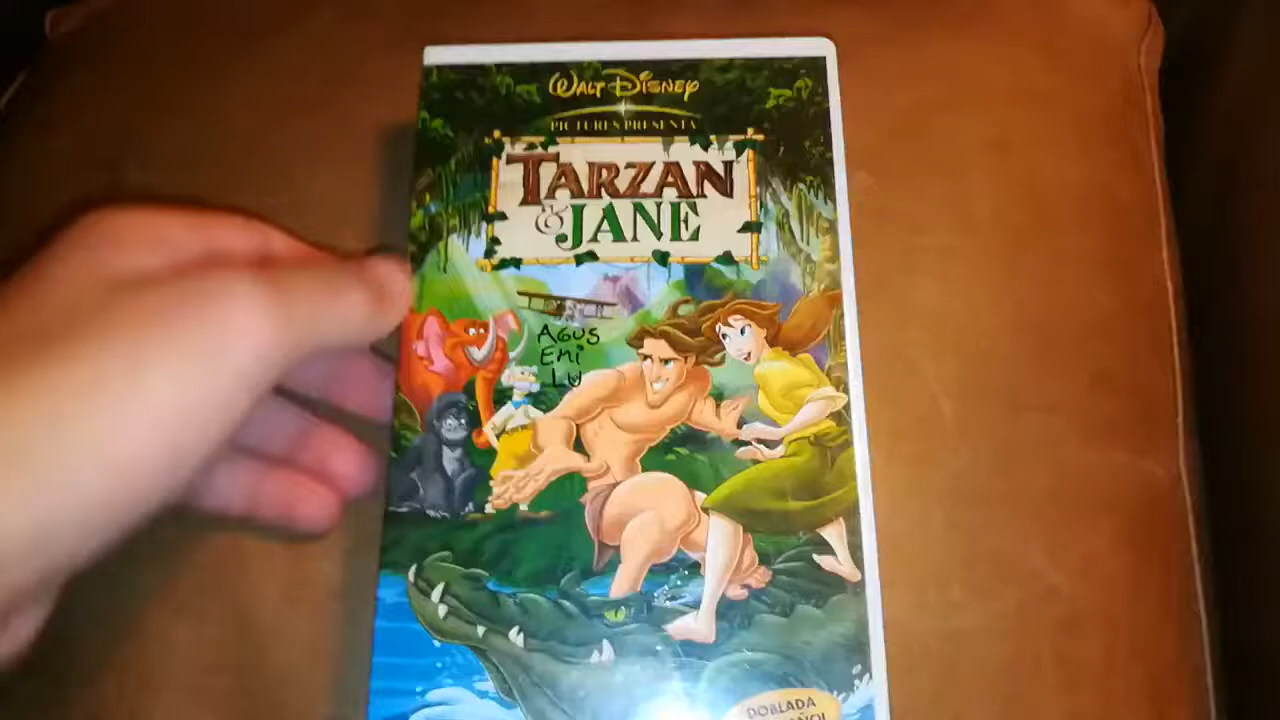 WALT DISNEY
PICTURES PRESENTA
TARZAN
& JANE
AGUS
EMI
LU
DOBLADA